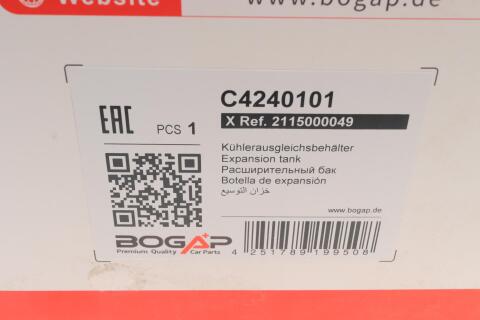 Website
www.bogap.de
EAC
PCS 1
C4240101
X Ref. 2115000049
Kühlerausgleichsbehälter
Expansion tank
Расширительный бак
Botella de expansión
خزان التوسيع
www.bogap.de
BOGAP
Premium Quality Car Parts
4 251789 199508